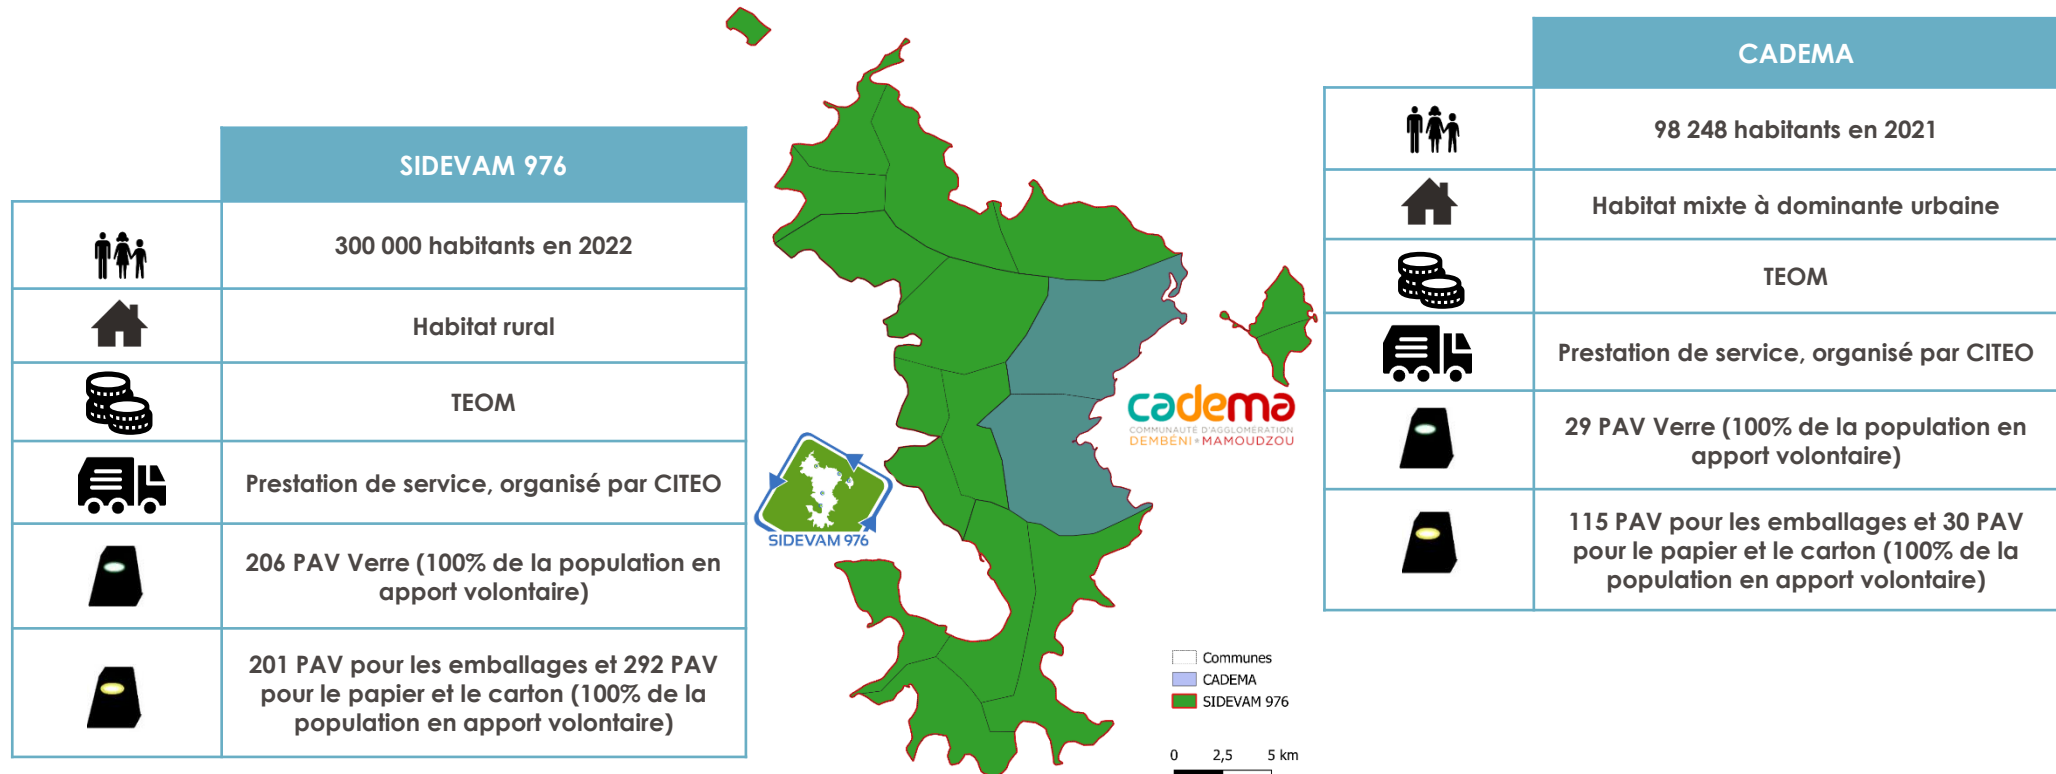 SIDEVAM 976
300 000 habitants en 2022
Habitat rural
TEOM
Prestation de service, organisé par CITEO
206 PAV Verre (100% de la population en
apport volontaire)
201 PAV pour les emballages et 292 PAV
pour le papier et le carton (100% de la
population en apport volontaire)
SIDEVAM 976
cadema
COMMUNAUTÉ D'AGGLOMÉRATION
DEMBÉNI • MAMOUDZOU
Communes
CADEMA
SIDEVAM 976
0 2,5 5 km
CADEMA
98 248 habitants en 2021
Habitat mixte à dominante urbaine
TEOM
Prestation de service, organisé par CITEO
29 PAV Verre (100% de la population en
apport volontaire)
115 PAV pour les emballages et 30 PAV
pour le papier et le carton (100% de la
population en apport volontaire)